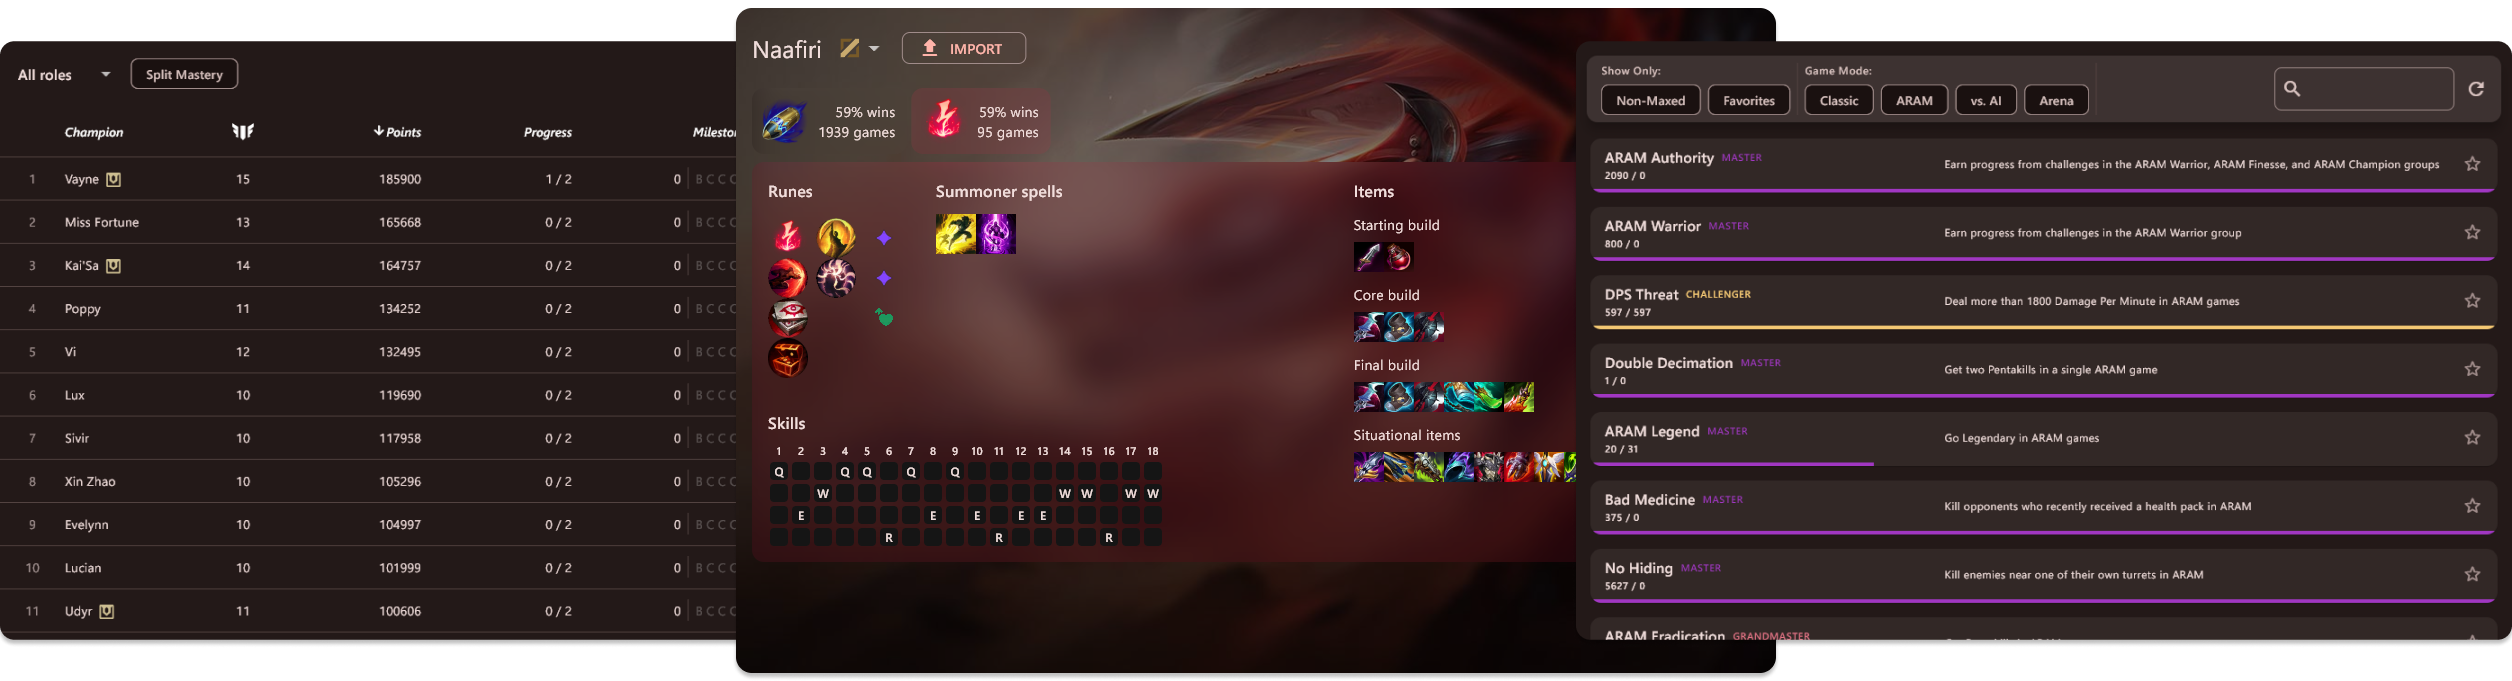 All roles
Split Mastery
Champion
Points
Progress
1 Vayne 15 185900 1 / 2 0 B C C C
2 Miss Fortune 13 165668 0 / 2 0 B C C C
3 Kai'Sa 14 164757 0 / 2 0 B C C C
4 Poppy 11 134252 0 / 2 0 B C C C
5 Vi 12 132495 0 / 2 0 B C C C
6 Lux 10 119690 0 / 2 0 B C C C
7 Sivir 10 117958 0 / 2 0 B C C C
8 Xin Zhao 10 105296 0 / 2 0 B C C C
9 Evelynn 10 104997 0 / 2 0 B C C C
10 Lucian 10 101999 0 / 2 0 B C C C
11 Udyr 11 100606 0 / 2 0 B C C C
Naafiri
IMPORT
59% wins
1939 games
59% wins
95 games
Runes
Summoner spells
Items
Starting build
Core build
Final build
Situational items
Skills
1 2 3 4 5 6 7 8 9 10 11 12 13 14 15 16 17 18
Q Q Q Q Q
W W W W W
E E E E E
R R R
Show Only:
Non-Maxed Favorites
Game Mode:
Classic ARAM vs. AI Arena
ARAM Authority MASTER
2090 / 0
Earn progress from challenges in the ARAM Warrior, ARAM Finesse, and ARAM Champion groups
ARAM Warrior MASTER
800 / 0
Earn progress from challenges in the ARAM Warrior group
DPS Threat CHALLENGER
597 / 597
Deal more than 1800 Damage Per Minute in ARAM games
Double Decimation MASTER
1 / 0
Get two Pentakills in a single ARAM game
ARAM Legend MASTER
20 / 31
Go Legendary in ARAM games
Bad Medicine MASTER
375 / 0
Kill opponents who recently received a health pack in ARAM
No Hiding MASTER
5627 / 0
Kill enemies near one of their own turrets in ARAM
ARAM Eradication GRANDMASTER